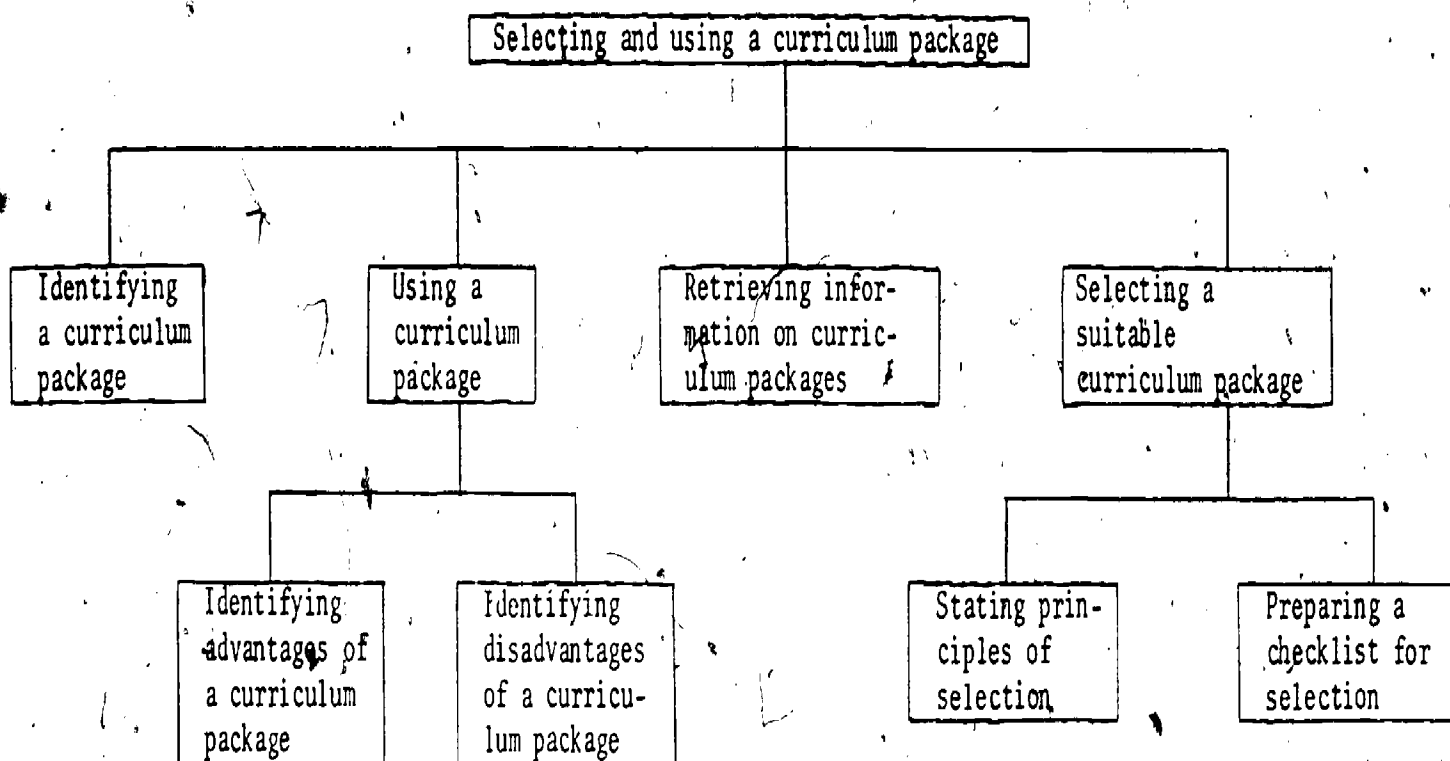 Selecting and using a curriculum package
Identifying
a curriculum
package
Using a
curriculum
package
Retrieving infor-
mation on curric-
ulum packages
Selecting a
suitable
curriculum package
Identifying
advantages of
a curriculum
package
Identifying
disadvantages
of a curricu-
lum package
Stating prin-
ciples of
selection
Preparing a
checklist for
selection